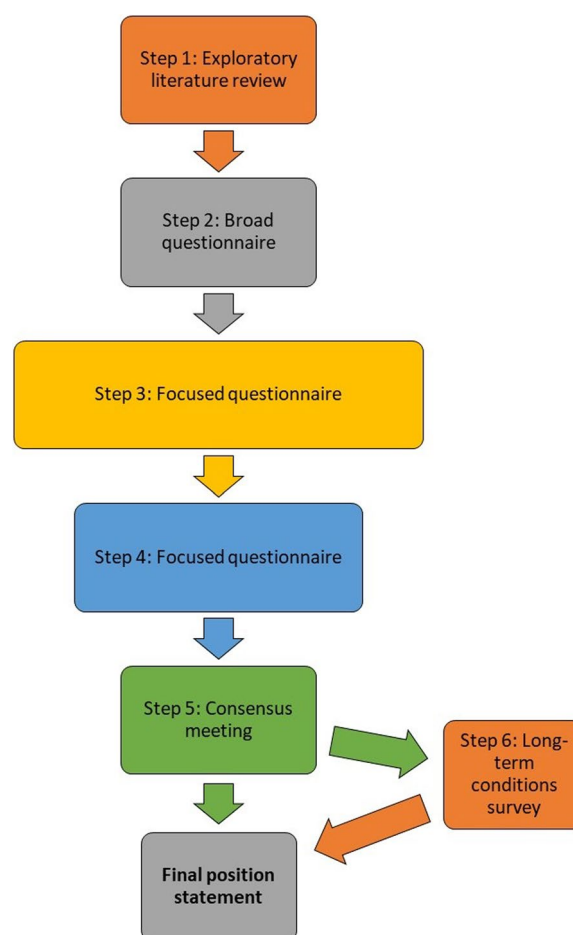 Step 1: Exploratory
literature review
Step 2: Broad
questionnaire
Step 3: Focused questionnaire
Step 4: Focused questionnaire
Step 5: Consensus
meeting
Step 6: Long-
term
conditions
survey
Final position
statement